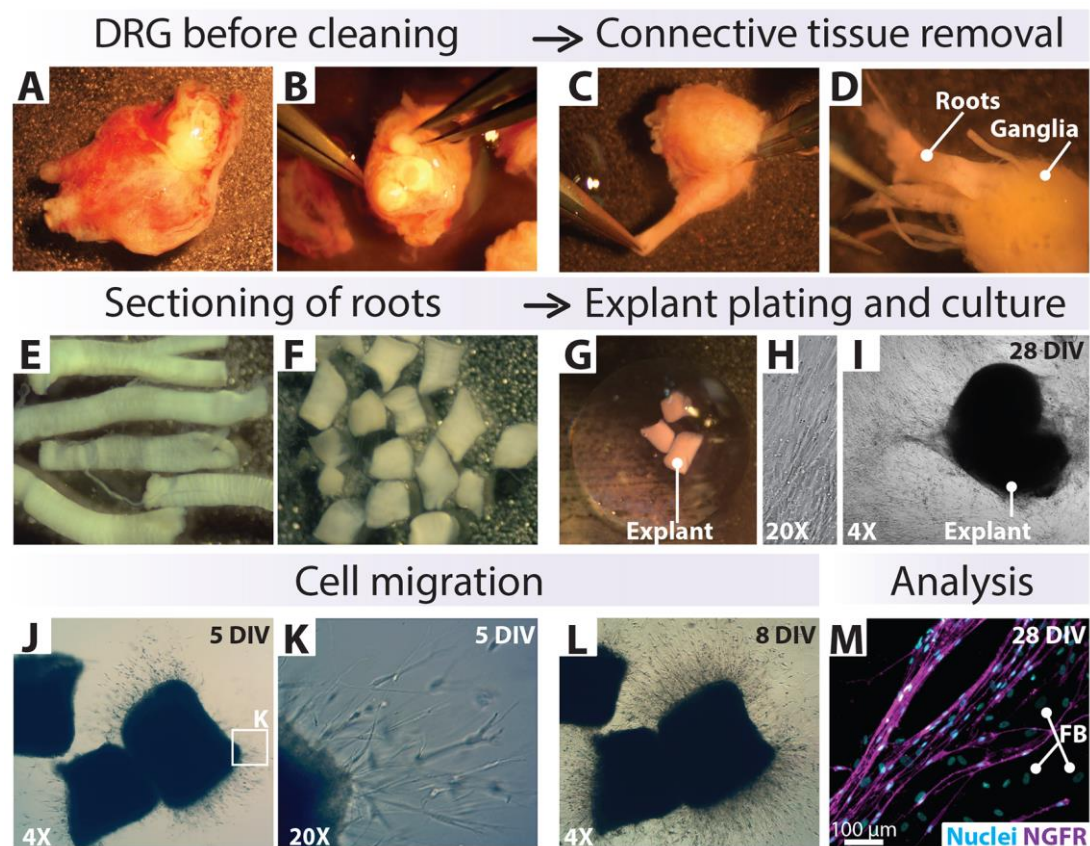 DRG before cleaning → Connective tissue removal
A
B
C
D
Roots
Ganglia
Sectioning of roots → Explant plating and culture
E
F
G
Explant
H
20X
I
28 DIV
4X
Explant
Cell migration
Analysis
J
5 DIV
K
4X
K
5 DIV
20X
L
8 DIV
4X
M
28 DIV
FB
100 µm
Nuclei NGFR